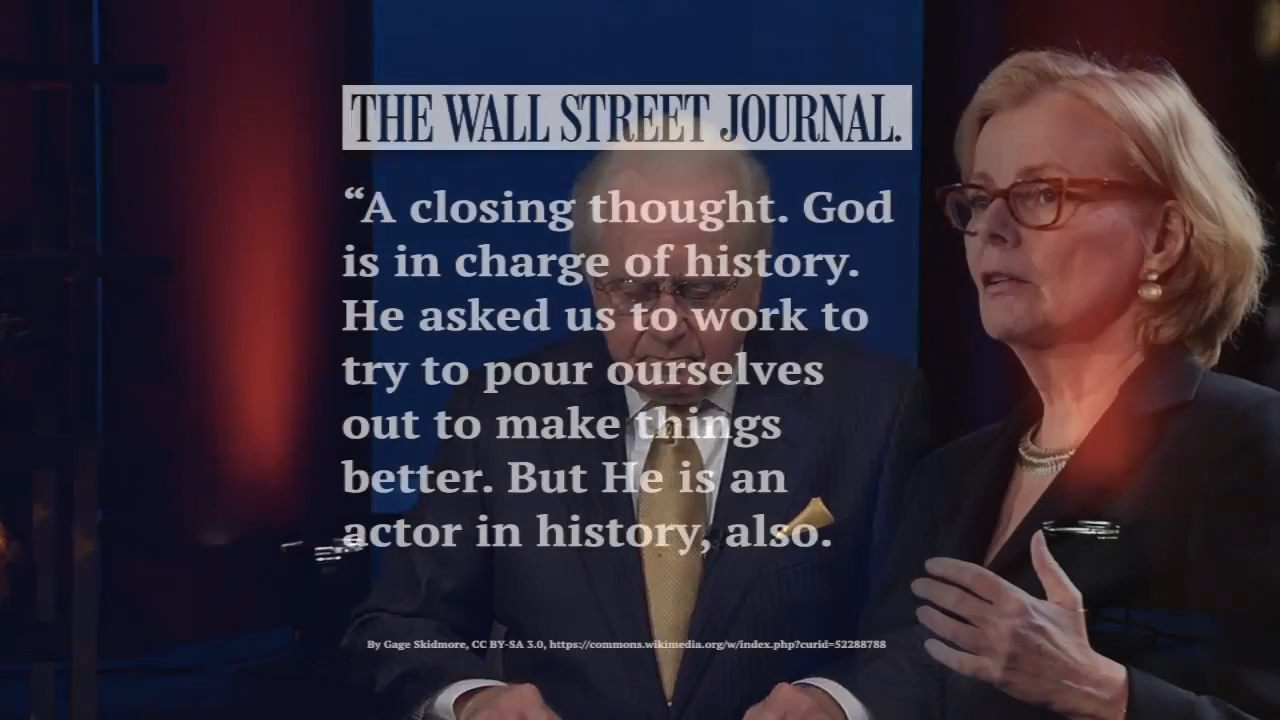 THE WALL STREET JOURNAL.
“A closing thought. God
is in charge of history.
He asked us to work to
try to pour ourselves
out to make things
better. But He is an
actor in history, also.
By Gage Skidmore, CC BY-SA 3.0, https://commons.wikimedia.org/w/index.php?curid=52288788